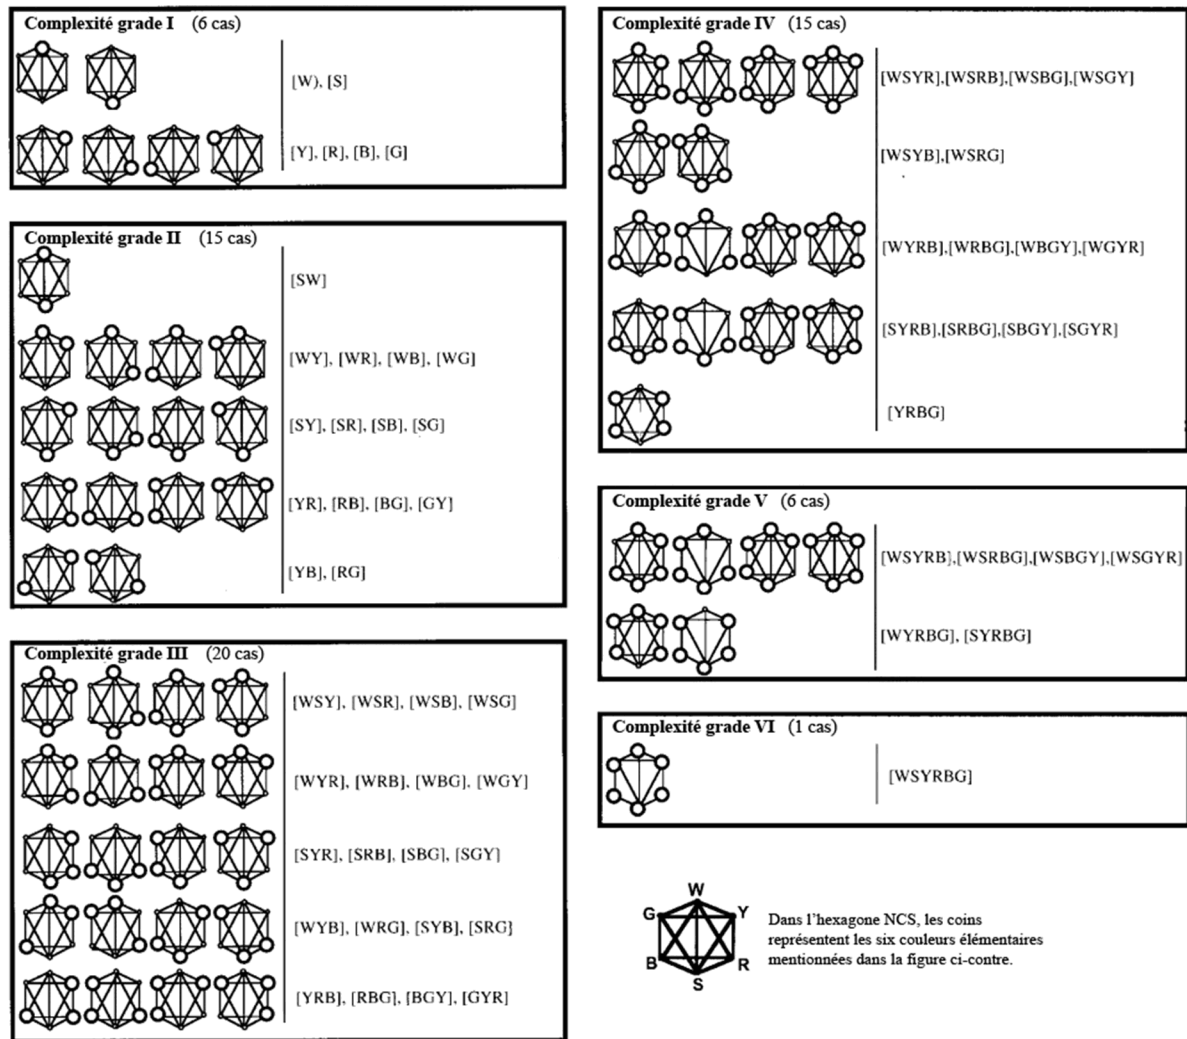 Complexité grade I (6 cas)
[W), [S]
[Y], [R], [B], [G]
Complexité grade II (15 cas)
[SW]
[WY], [WR], [WB], [WG]
[SY], [SR], [SB], [SG]
[YR], [RB], [BG], [GY]
[YB], [RG]
Complexité grade III (20 cas)
[WSY], [WSR], [WSB], [WSG]
[WYR], [WRB], [WBG], [WGY]
[SYR], [SRB], [SBG], [SGY]
[WYB], [WRG], [SYB], [SRG]
[YRB], [RBG], [BGY], [GYR]
Complexité grade IV (15 cas)
[WSYR],[WSRB],[WSBG],[WSGY]
[WSYB],[WSRG]
[WYRB],[WRBG],[WBGY],[WGYR]
[SYRB],[SRBG],[SBGY],[SGYR]
[YRBG]
Complexité grade V (6 cas)
[WSYRB],[WSRBG],[WSBGY],[WSGYR]
[WYRBG], [SYRBG]
Complexité grade VI (1 cas)
[WSYRBG]
W
G Y
B R
S
Dans l'hexagone NCS, les coins
représentent les six couleurs élémentaires
mentionnées dans la figure ci-contre.